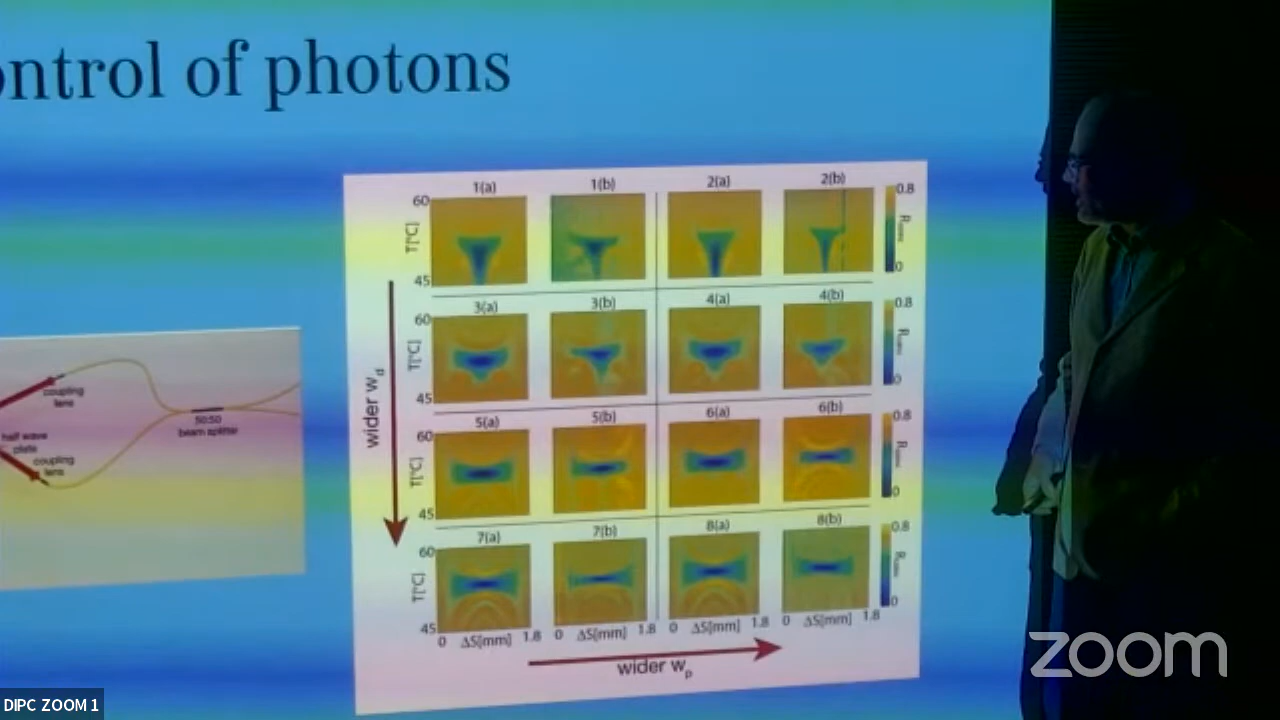 ontrol of photons
coupling
lens
half wave
plate
coupling
lens
50:50
beam splitter
1(a) 1(b) 2(a) 2(b)
60 0.8
T[°C]
45 0
3(a) 3(b) 4(a) 4(b)
60 0.8
T[°C]
45 0
wider wd
5(a) 5(b) 6(a) 6(b)
60 0.8
T[°C]
45 0
7(a) 7(b) 8(a) 8(b)
60 0.8
T[°C]
45 0
0 ΔS[mm] 1.8 0 ΔS[mm] 1.8 0 ΔS[mm] 1.8 0 ΔS[mm] 1.8
wider wp
zoom
DIPC ZOOM 1